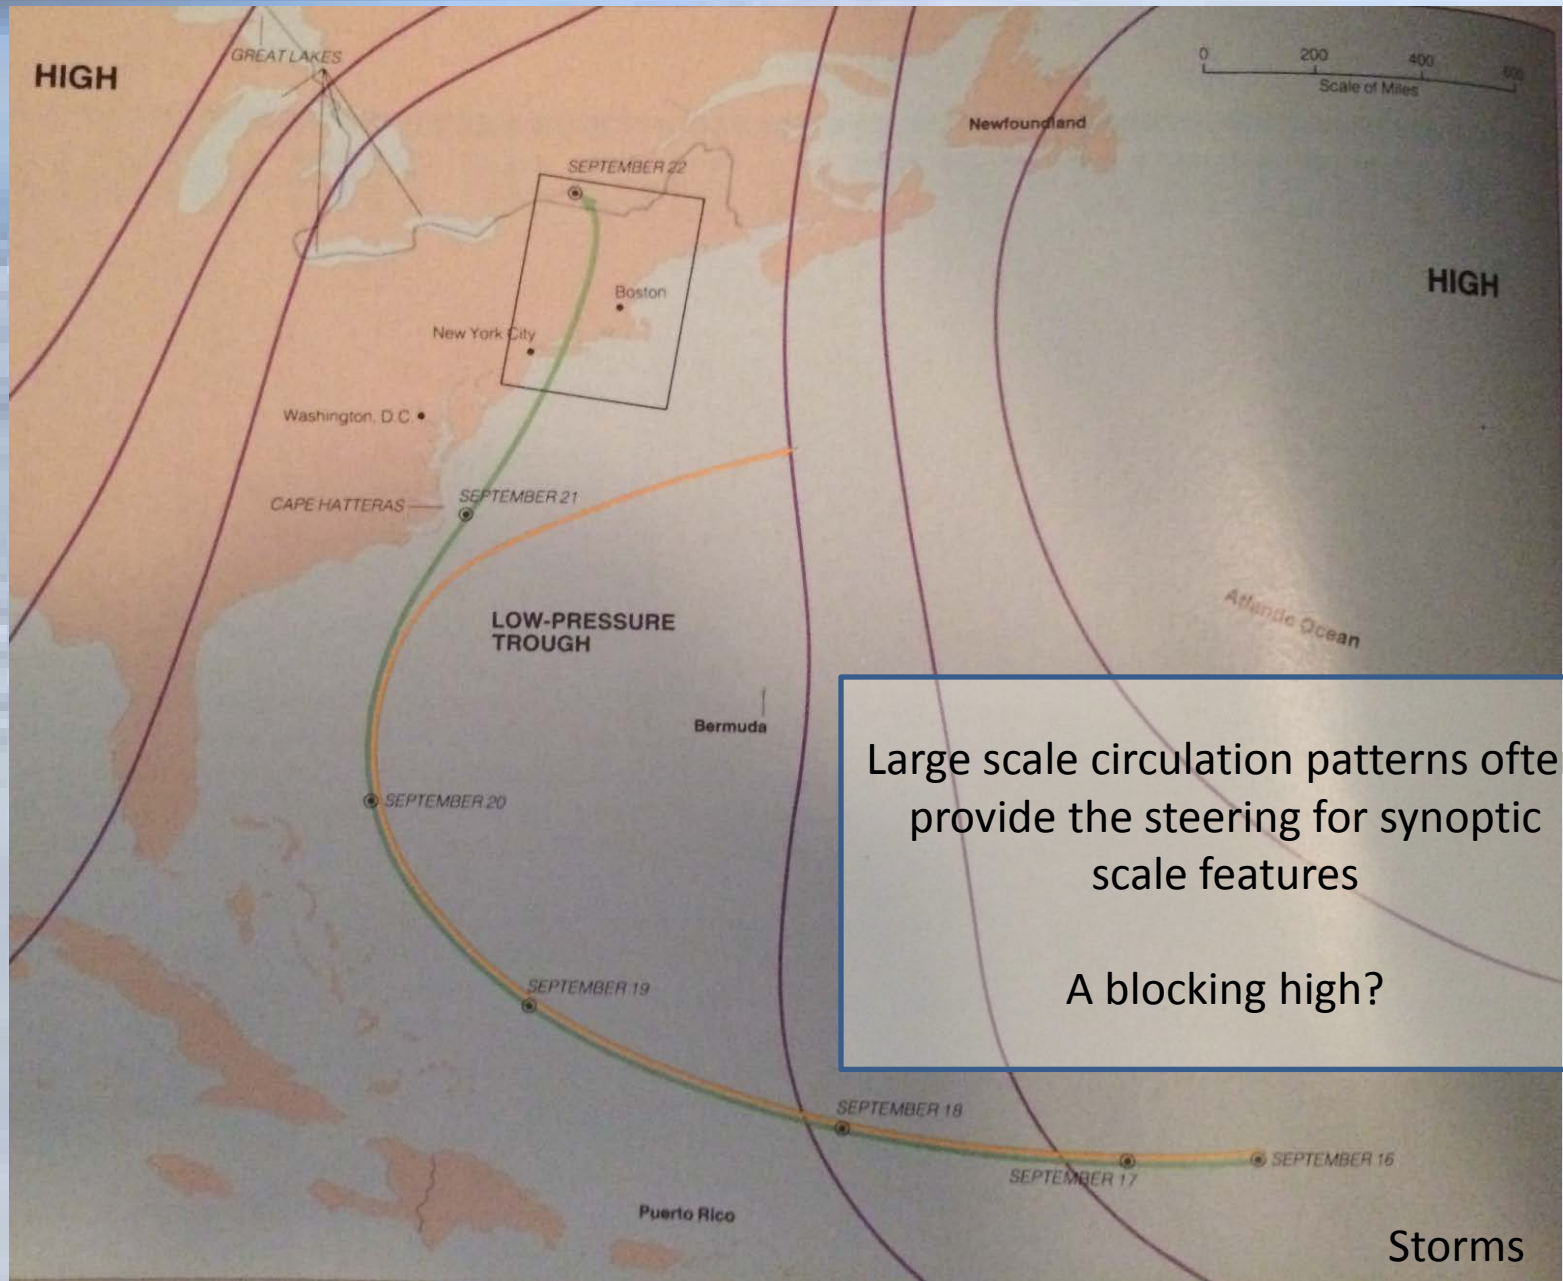 GREAT LAKES
HIGH
0 200 400 600
Scale of Miles
Newfoundland
SEPTEMBER 22
HIGH
Boston
New York City
Washington, D.C.
SEPTEMBER 21
CAPE HATTERAS
Atlantic Ocean
LOW-PRESSURE
TROUGH
Bermuda
Large scale circulation patterns ofte
provide the steering for synoptic
scale features
A blocking high?
SEPTEMBER 20
SEPTEMBER 19
SEPTEMBER 18
SEPTEMBER 16
SEPTEMBER 17
Puerto Rico
Storms